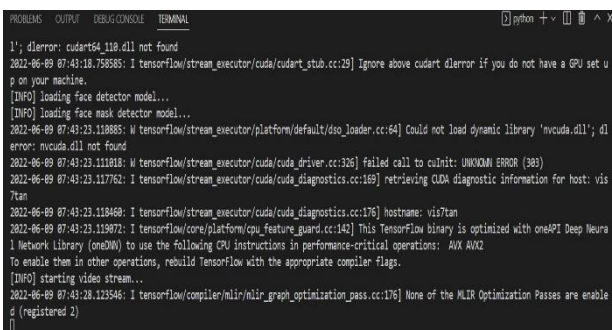 PROBLEMS OUTPUT DEBUG CONSOLE TERMINAL python
l'; dlerror: cudart64_110.dll not found
2022-06-09 07:43:18.758585: I tensorflow/stream_executor/cuda/cudart_stub.cc:29] Ignore above cudart dlerror if you do not have a GPU set u
p on your machine.
[INFO] loading face detector model...
[INFO] loading face mask detector model...
2022-06-09 07:43:23.110885: W tensorflow/stream_executor/platform/default/dso_loader.cc:64] Could not load dynamic library 'nvcuda.dll'; dl
error: nvcuda.dll not found
2022-06-09 07:43:23.111018: W tensorflow/stream_executor/cuda/cuda_driver.cc:326] failed call to cuInit: UNKNOWN ERROR (303)
2022-06-09 07:43:23.117762: I tensorflow/stream_executor/cuda/cuda_diagnostics.cc:169] retrieving CUDA diagnostic information for host: vis
7tan
2022-06-09 07:43:23.118460: I tensorflow/stream_executor/cuda/cuda_diagnostics.cc:176] hostname: vis7tan
2022-06-09 07:43:23.119072: I tensorflow/core/platform/cpu_feature_guard.cc:142] This TensorFlow binary is optimized with oneAPI Deep Neura
l Network Library (oneDNN) to use the following CPU instructions in performance-critical operations:  AVX AVX2
To enable them in other operations, rebuild TensorFlow with the appropriate compiler flags.
[INFO] starting video stream...
2022-06-09 07:43:28.123546: I tensorflow/compiler/mlir/mlir_graph_optimization_pass.cc:176] None of the MLIR Optimization Passes are enable
d (registered 2)